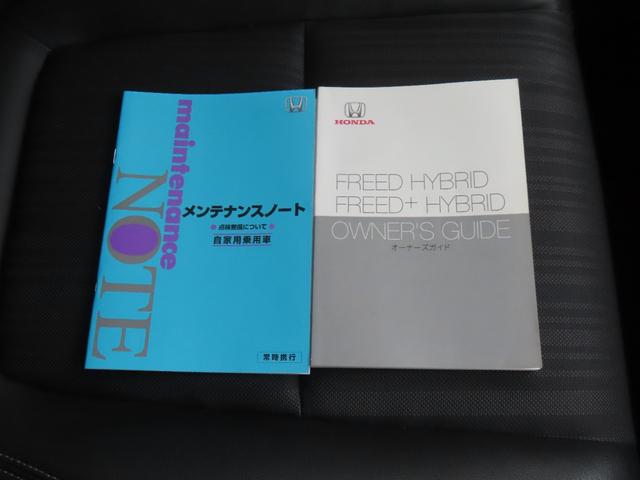 maintenance
NOTE
メンテナンスノート
点検整備について
自家用乗用車
常時携行
HONDA
FREED HYBRID
FREED+ HYBRID
OWNER'S GUIDE
オーナーズガイド